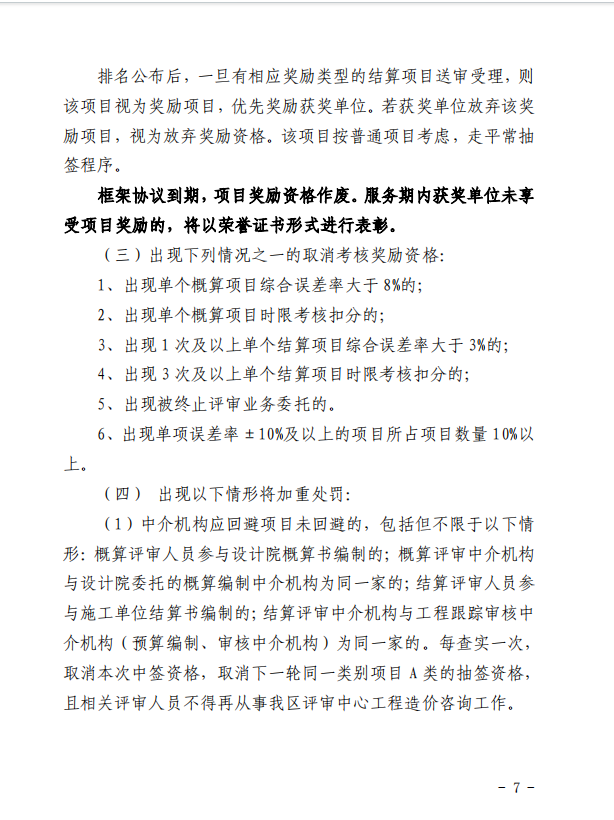 排名公布后，一旦有相应奖励类型的结算项目送审受理，则
该项目视为奖励项目，优先奖励获奖单位。若获奖单位放弃该奖
励项目，视为放弃奖励资格。该项目按普通项目考虑，走平常抽
签程序。
框架协议到期，项目奖励资格作废。服务期内获奖单位未享
受项目奖励的，将以荣誉证书形式进行表彰。
（三）出现下列情况之一的取消考核奖励资格：
1、出现单个概算项目综合误差率大于 8%的；
2、出现单个概算项目时限考核扣分的；
3、出现 1 次及以上单个结算项目综合误差率大于 3%的；
4、出现 3 次及以上单个结算项目时限考核扣分的；
5、出现被终止评审业务委托的。
6、出现单项误差率±10%及以上的项目所占项目数量 10%以
上。
（四） 出现以下情形将加重处罚：
（1）中介机构应回避项目未回避的，包括但不限于以下情
形：概算评审人员参与设计院概算书编制的；概算评审中介机构
与设计院委托的概算编制中介机构为同一家的；结算评审人员参
与施工单位结算书编制的；结算评审中介机构与工程跟踪审核中
介机构（预算编制、审核中介机构）为同一家的。每查实一次，
取消本次中签资格，取消下一轮同一类别项目 A 类的抽签资格，
且相关评审人员不得再从事我区评审中心工程造价咨询工作。
- 7 -